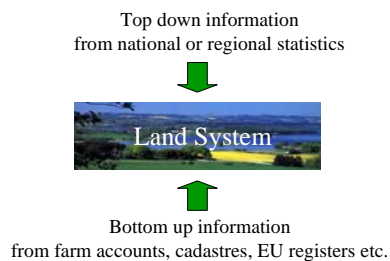 Top down information
from national or regional statistics
Land System
Bottom up information
from farm accounts, cadastres, EU registers etc.